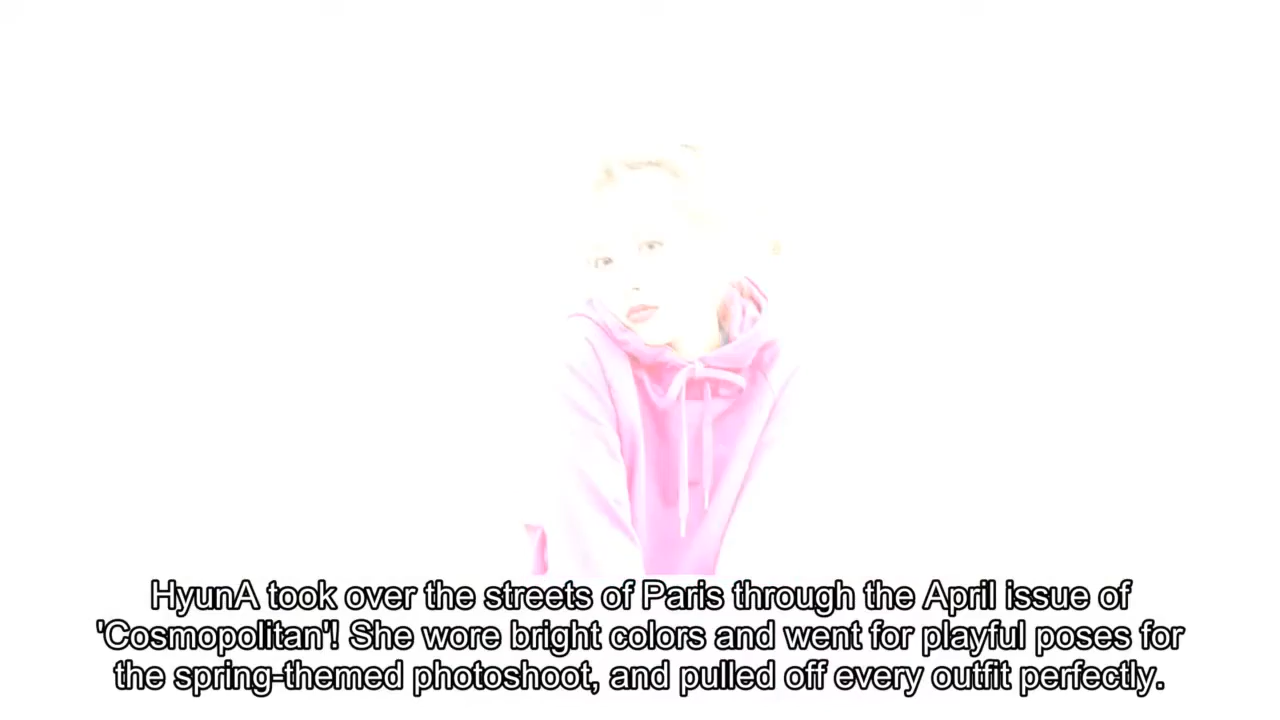 HyunA took over the streets of Paris through the April issue of
'Cosmopolitan'! She wore bright colors and went for playful poses for
the spring-themed photoshoot, and pulled off every outfit perfectly.